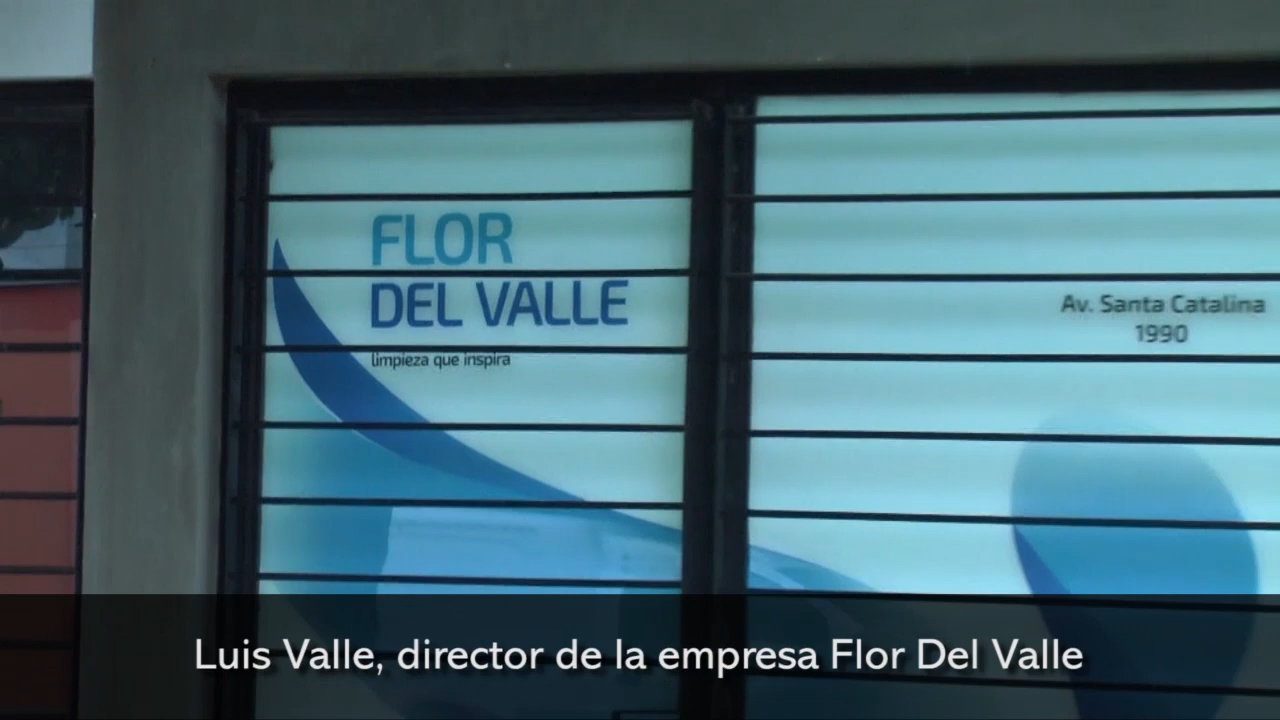 FLOR
DEL VALLE
limpieza que inspira
Av. Santa Catalina
1990
Luis Valle, director de la empresa Flor Del Valle